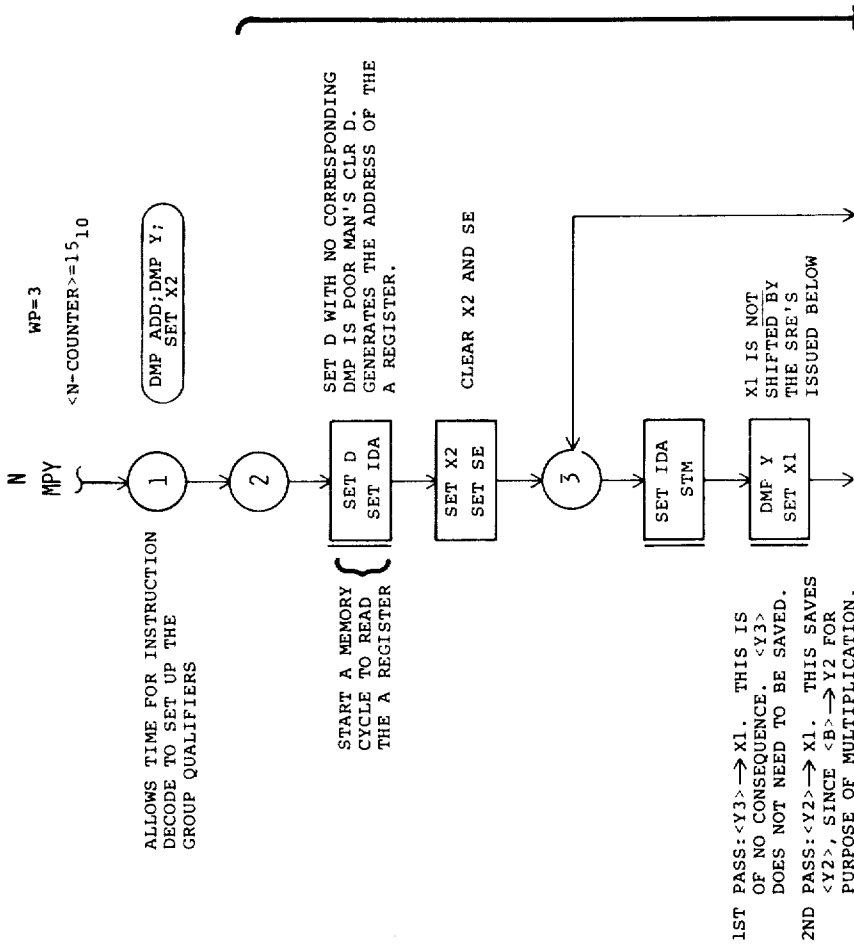 N
MPY
WP=3
<N-COUNTER>=15₁₀
1
DMP ADD;DMP Y;
SET X2
ALLOWS TIME FOR INSTRUCTION
DECODE TO SET UP THE
GROUP QUALIFIERS
2
SET D
SET IDA
SET D WITH NO CORRESPONDING
DMP IS POOR MAN'S CLR D.
GENERATES THE ADDRESS OF THE
A REGISTER.
START A MEMORY
CYCLE TO READ
THE A REGISTER
SET X2
SET SE
CLEAR X2 AND SE
3
SET IDA
STM
DMP Y
SET X1
X1 IS NOT
SHIFTED BY
THE SRE'S
ISSUED BELOW
1ST PASS:<Y3>→X1. THIS IS
OF NO CONSEQUENCE. <Y3>
DOES NOT NEED TO BE SAVED.
2ND PASS:<Y2>→X1. THIS SAVES
<Y2>, SINCE <B>→Y2 FOR
PURPOSE OF MULTIPLICATION.